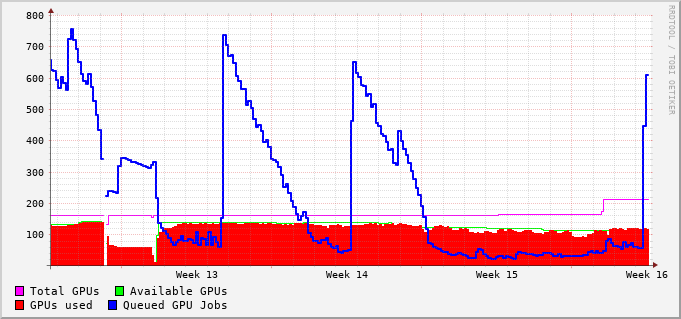 800
700
600
500
400
300
200
100
Week 13 Week 14 Week 15 Week 16
Total GPUs Available GPUs
GPUs used Queued GPU Jobs
RRDTOOL / TOBI OETIKER